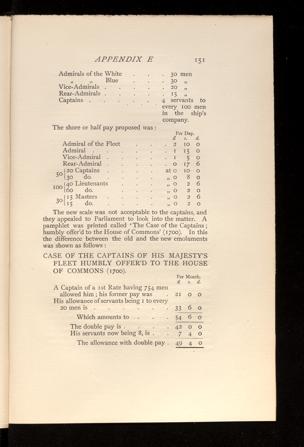 APPENDIX E 151
Admirals of the White . . . . 30 men
„ „ Blue . . . . 30 „
Vice-Admirals . . . . . 20 „
Rear-Admirals . . . . . 15 „
Captains . . . . . . 4 servants to
every 100 men
in the ship's
company.
The shore or half pay proposed was :
Per Day.
£ s. d.
Admiral of the Fleet . . . 2 10 0
Admiral . . . . . 1 15 0
Vice-Admiral . . . . 1 5 0
Rear-Admiral . . . . 0 17 6
50 { 20 Captains . . . at 0 10 0
30 do. . . . „ 0 8 0
100 { 40 Lieutenants . . . „ 0 2 6
60 do. . . . „ 0 2 0
30 { 15 Masters . . . „ 0 2 6
15 do. . . . „ 0 2 0
The new scale was not acceptable to the captains, and
they appealed to Parliament to look into the matter. A
pamphlet was printed called 'The Case of the Captains ;
humbly offer'd to the House of Commons' (1700). In this
the difference between the old and the new emoluments
was shown as follows :
CASE OF THE CAPTAINS OF HIS MAJESTY'S
FLEET HUMBLY OFFER'D TO THE HOUSE
OF COMMONS (1700).
Per Month.
£ s. d.
A Captain of a 1st Rate having 754 men
allowed him ; his former pay was . . 21 0 0
His allowance of servants being 1 to every
20 men is . . . . . 33 6 0
Which amounts to . . . 54 6 0
The double pay is . . . . 42 0 0
His servants now being 8, is . . 7 4 0
The allowance with double pay . 49 4 0